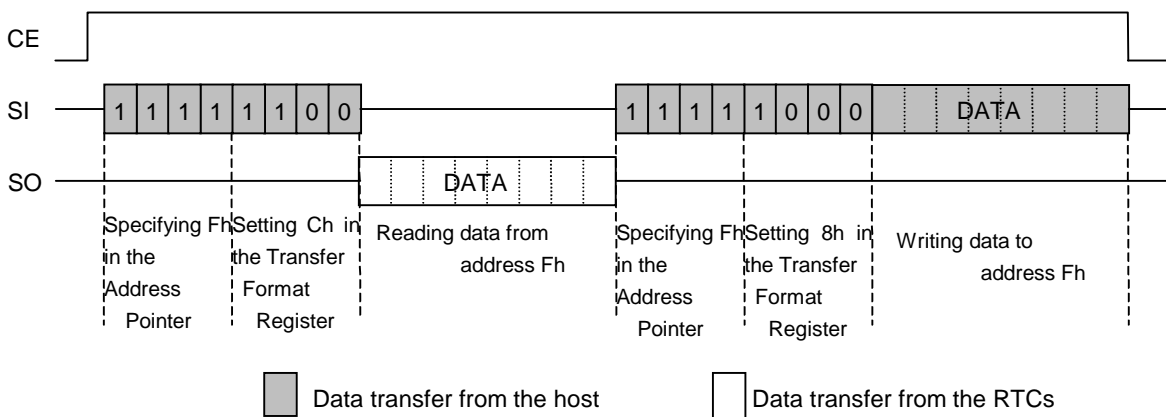 CE
SI 1 1 1 1 1 1 0 0 1 1 1 1 1 0 0 0 DATA
SO DATA
Specifying Fh
in the
Address
Pointer
Setting Ch in
the Transfer
Format
Register
Reading data from
address Fh
Specifying Fh
in the
Address
Pointer
Setting 8h in
the Transfer
Format
Register
Writing data to
address Fh
Data transfer from the host
Data transfer from the RTCs